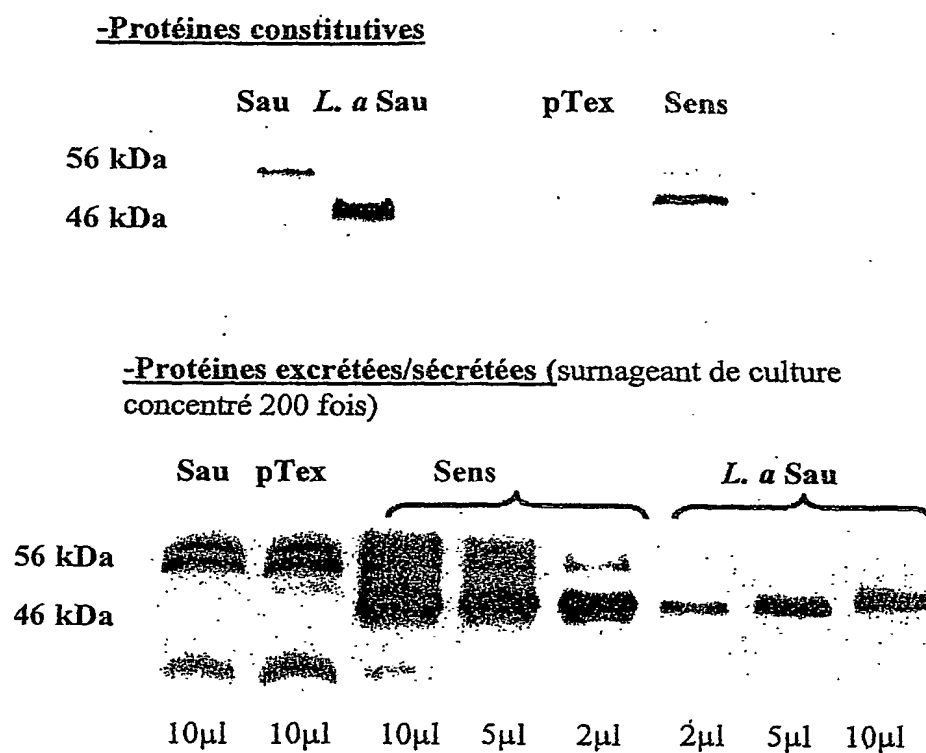 -Protéines constitutives
Sau L. a Sau pTex Sens
56 kDa
46 kDa
-Protéines excrétées/sécrétées (surnageant de culture
concentré 200 fois)
Sau pTex Sens L. a Sau
56 kDa
46 kDa
10µl 10µl 10µl 5µl 2µl 2µl 5µl 10µl